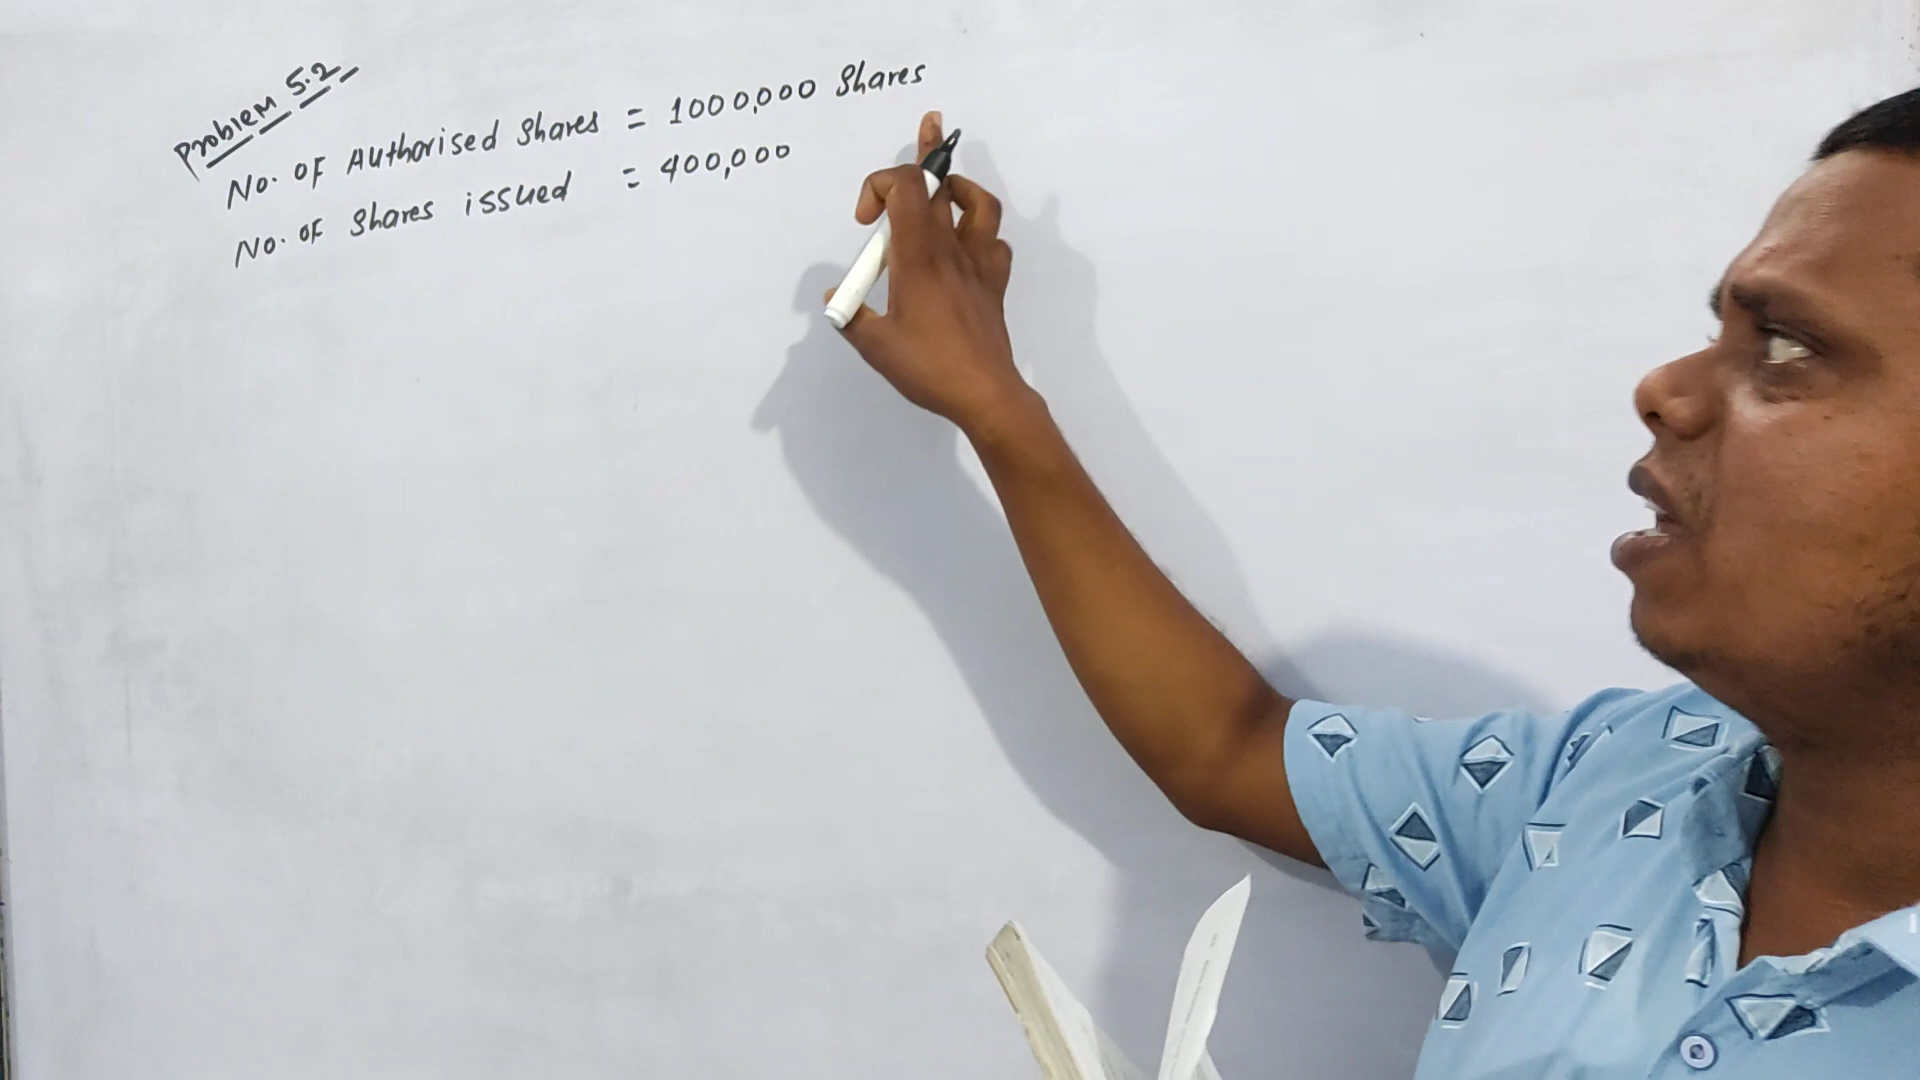 Problem 5.2
No. OF Authorised Shares = 1000,000 Shares
No. OF Shares issued = 400,000